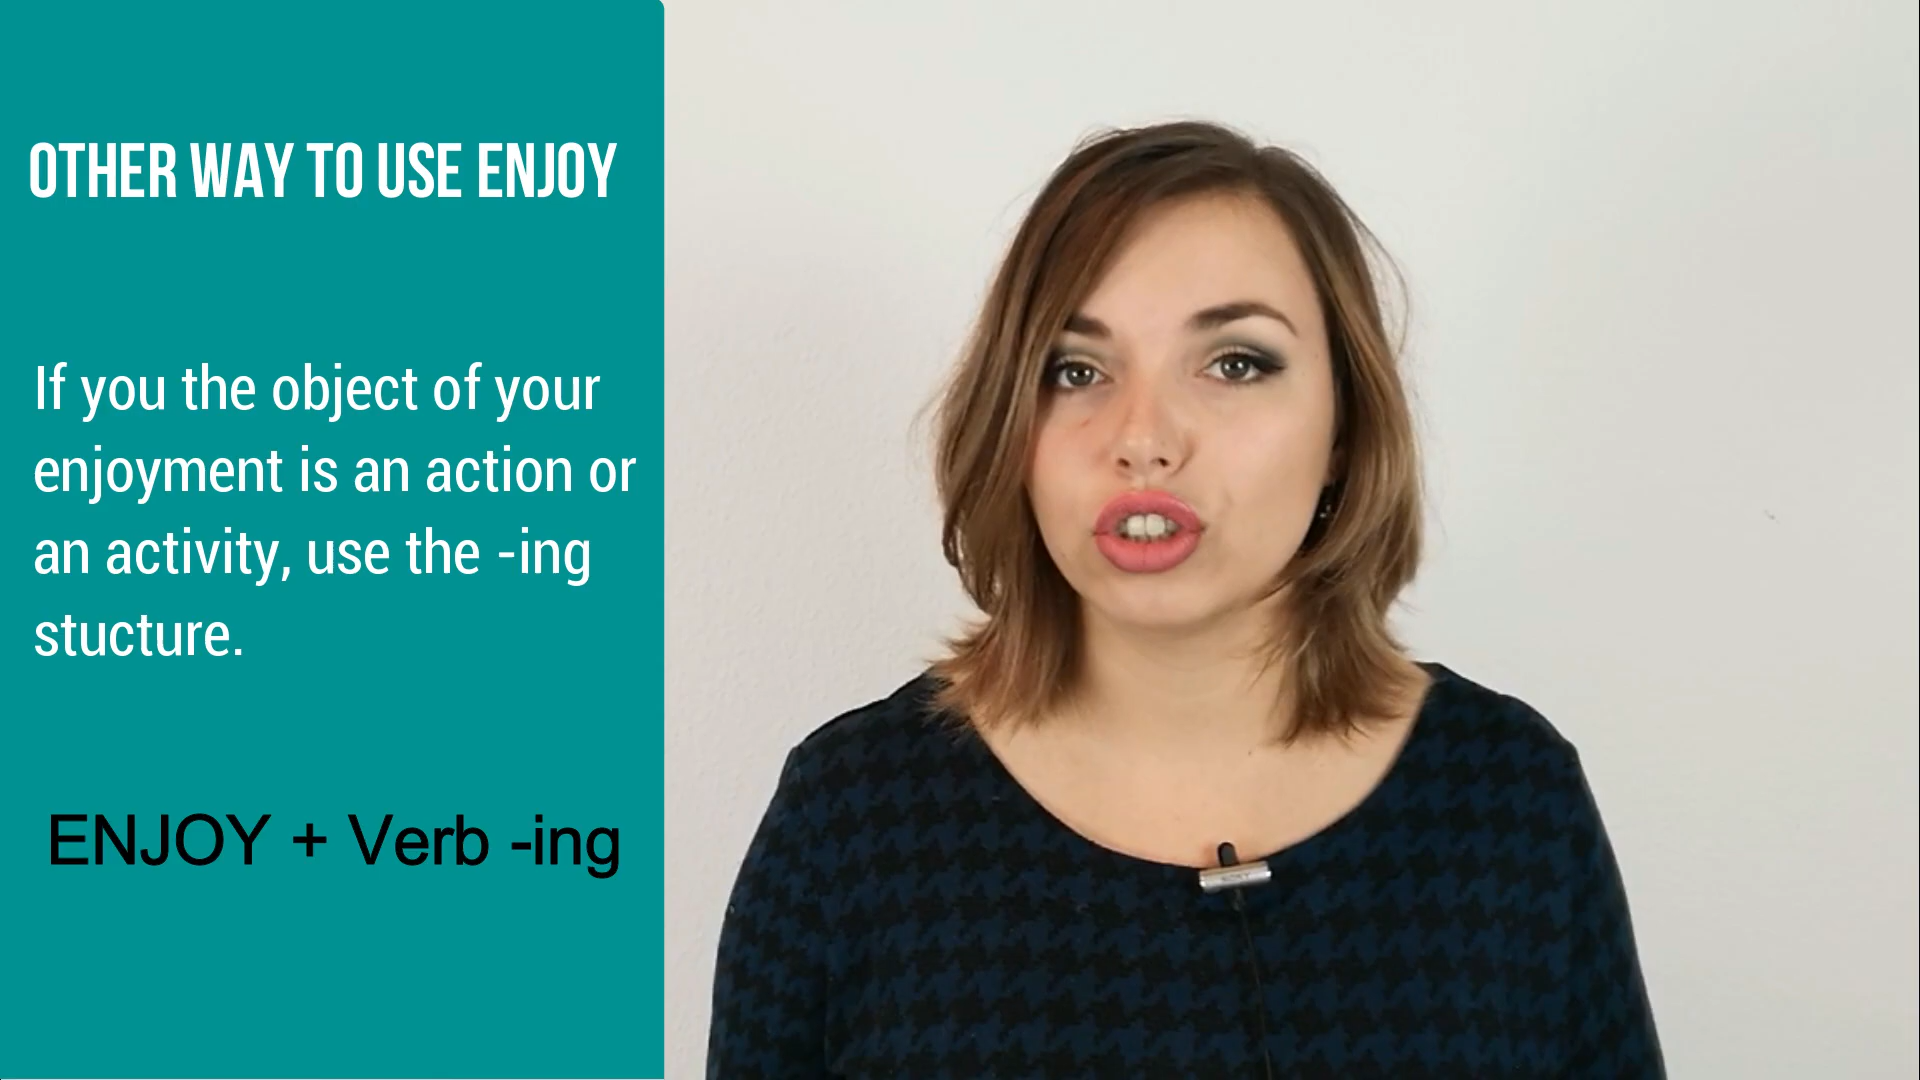 OTHER WAY TO USE ENJOY
If you the object of your
enjoyment is an action or
an activity, use the -ing
stucture.
ENJOY + Verb -ing